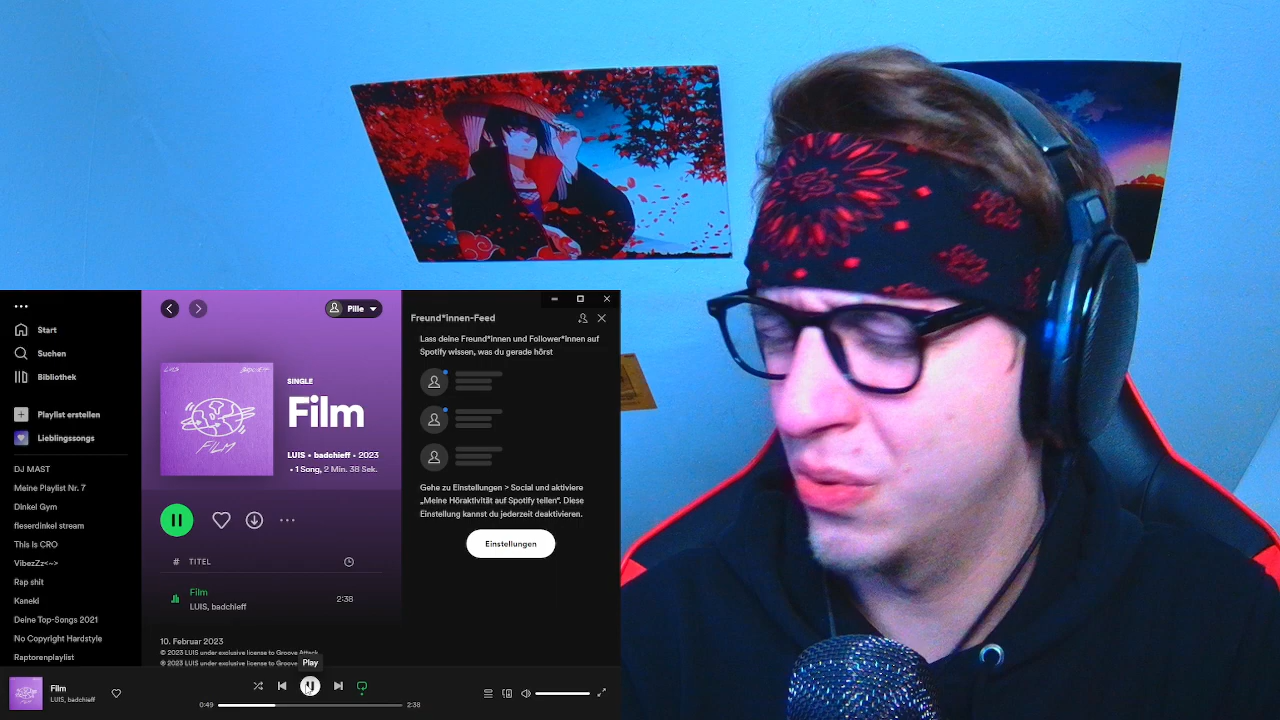 Start
Suchen
Bibliothek
Playlist erstellen
Lieblingssongs
DJ MAST
Meine Playlist Nr. 7
Dinkel Gym
fleserdinkel stream
This Is CRO
VibezZz<~>
Rap shit
Kaneki
Deine Top-Songs 2021
No Copyright Hardstyle
Raptorenplaylist
Pille
LUIS
BADCHIEFF
FILM
SINGLE
Film
LUIS • badchieff • 2023
• 1 Song, 2 Min. 38 Sek.
# TITEL
Film
LUIS, badchieff
2:38
10. Februar 2023
© 2023 LUIS under exclusive license to Groove Attack
℗ 2023 LUIS under exclusive license to Groove
Play
Freund*innen-Feed
Lass deine Freund*innen und Follower*innen auf
Spotify wissen, was du gerade hörst
Gehe zu Einstellungen > Social und aktiviere
„Meine Höraktivität auf Spotify teilen“. Diese
Einstellung kannst du jederzeit deaktivieren.
Einstellungen
Film
LUIS, badchieff
0:49
2:38